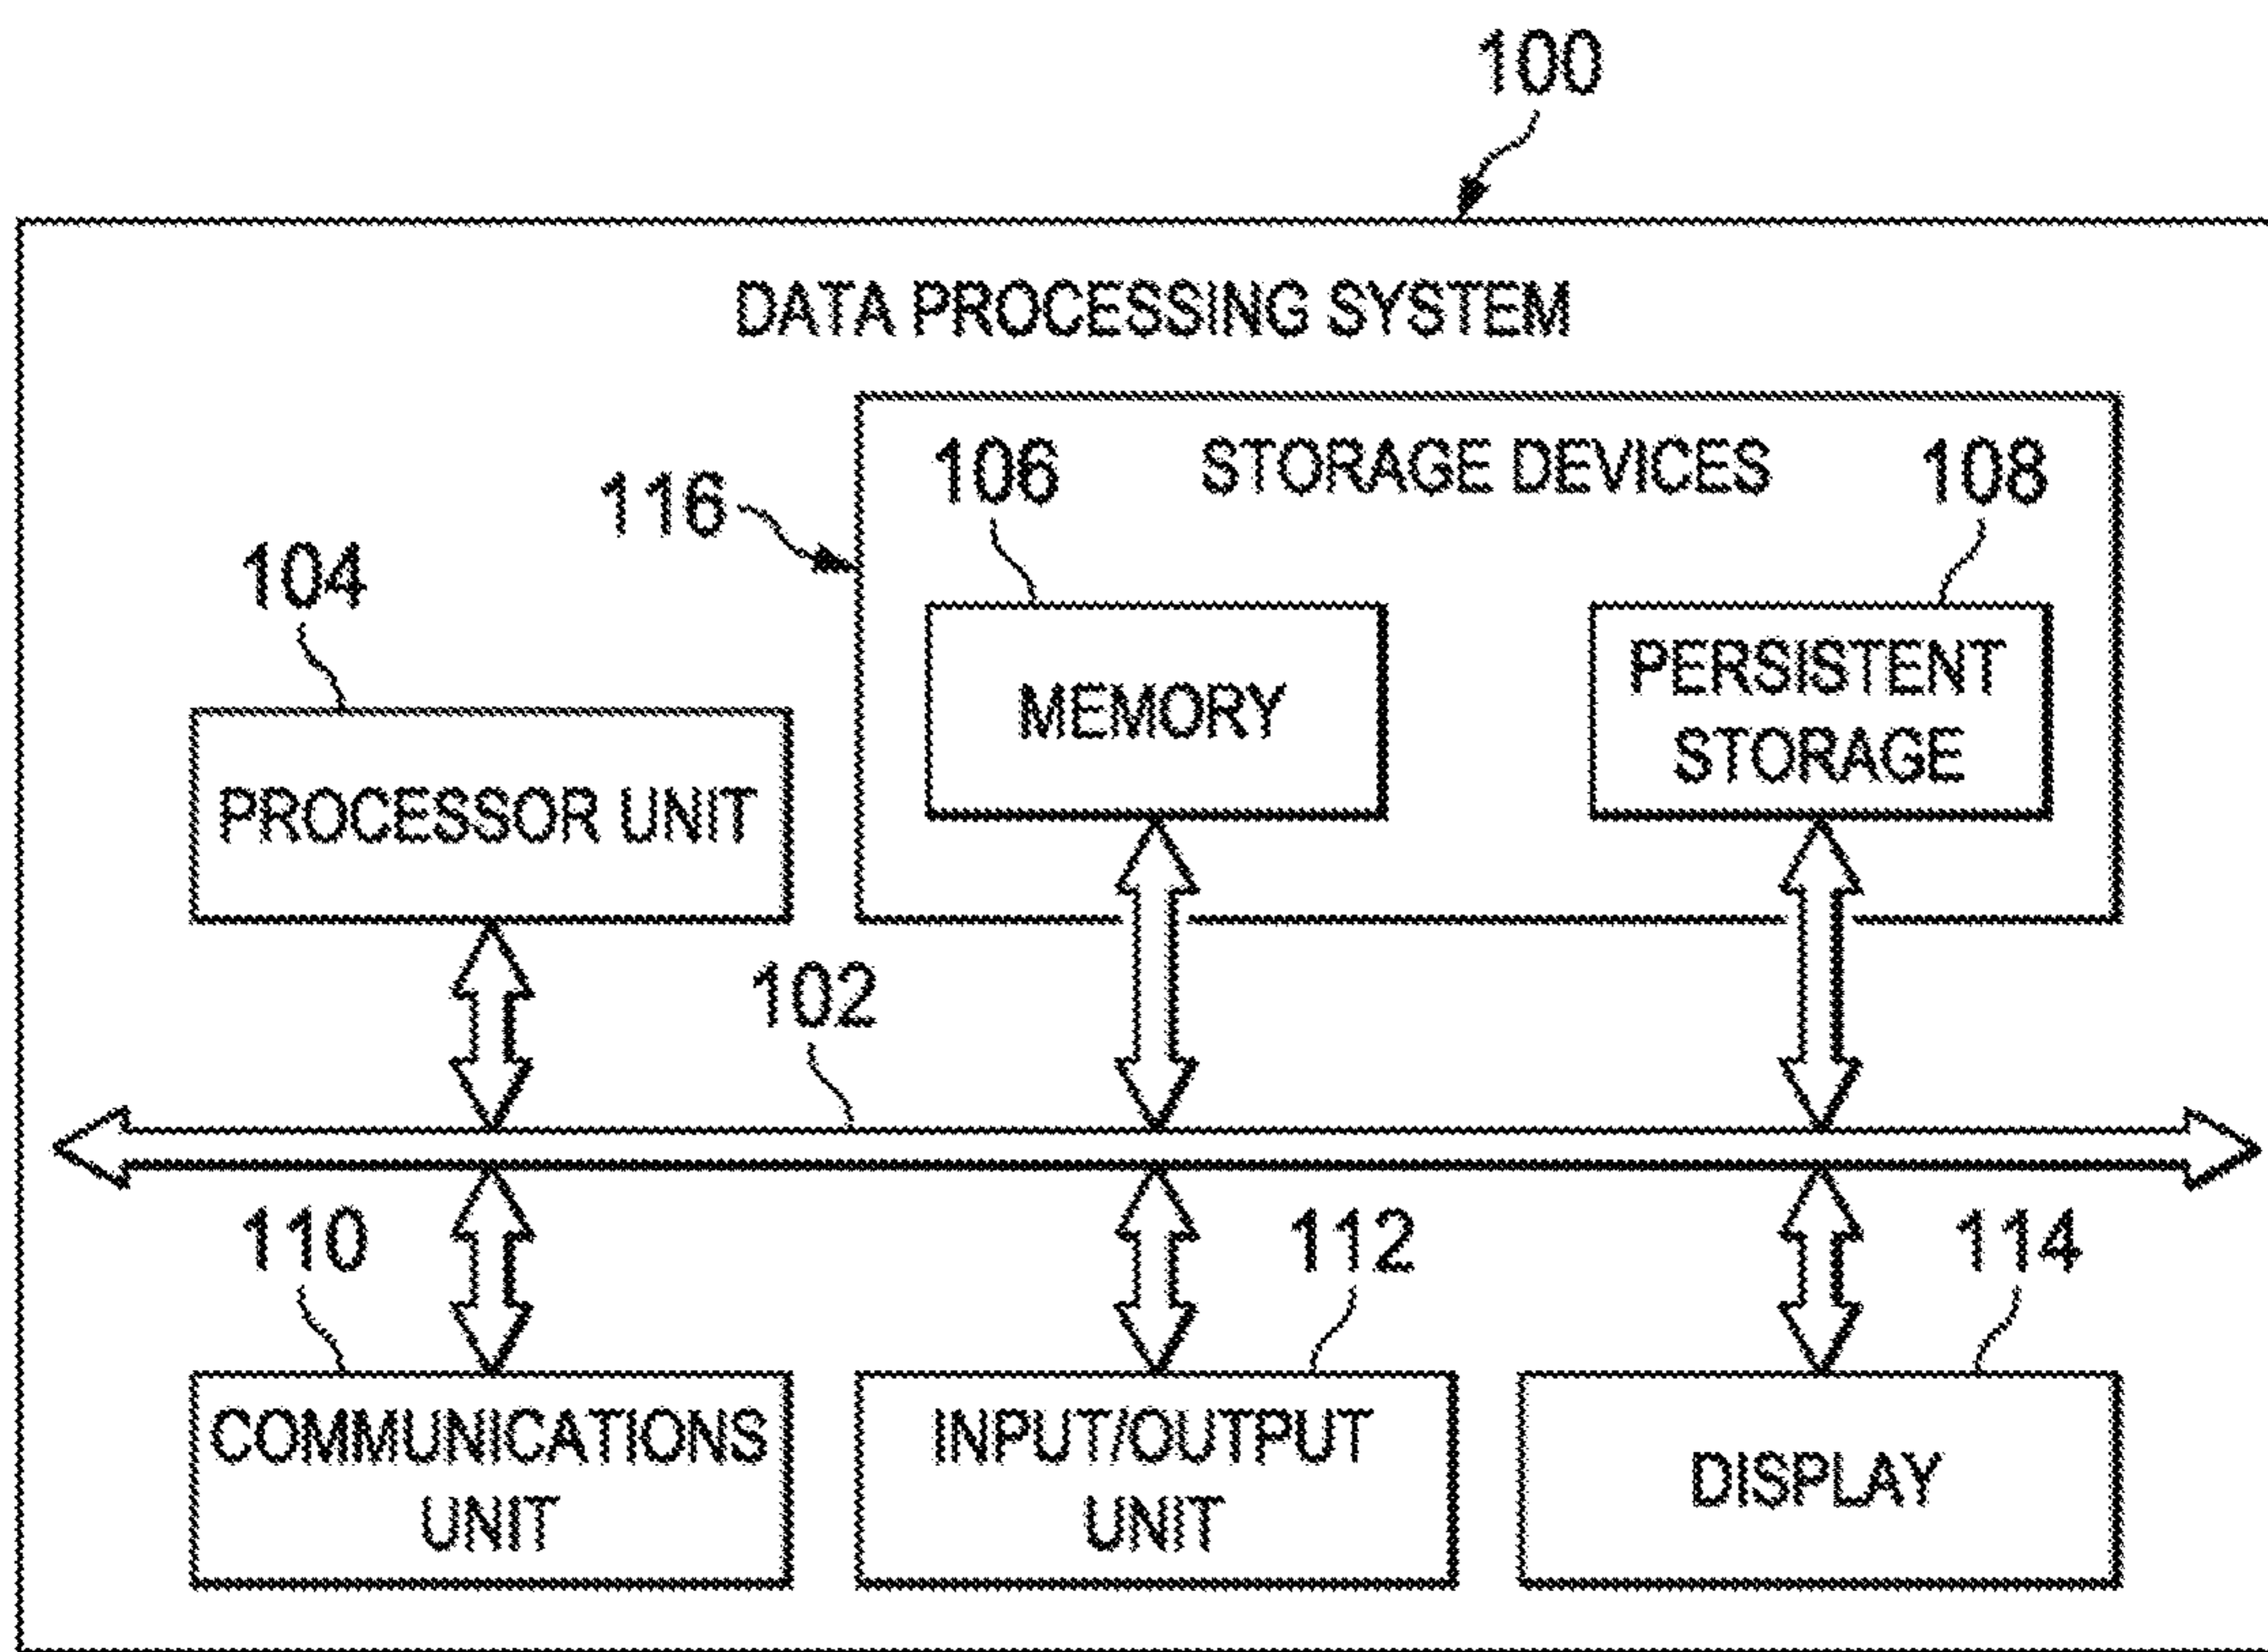 100
DATA PROCESSING SYSTEM
106
STORAGE DEVICES
108
116
104
MEMORY
PERSISTENT
STORAGE
PROCESSOR UNIT
102
110
112
114
COMMUNICATIONS
UNIT
INPUT/OUTPUT
UNIT
DISPLAY